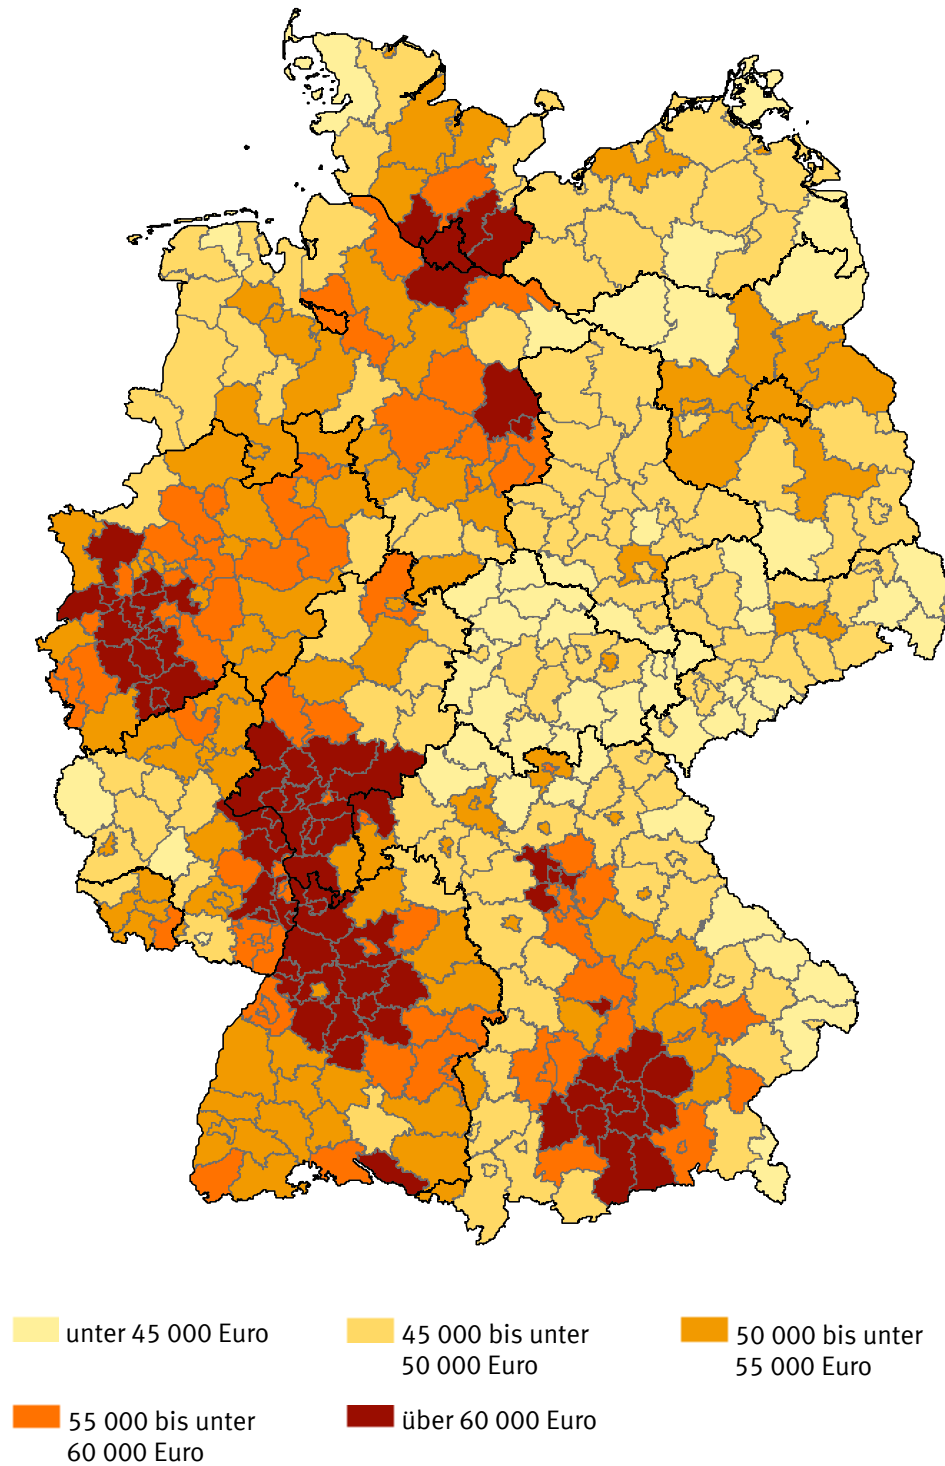 unter 45 000 Euro
45 000 bis unter
50 000 Euro
50 000 bis unter
55 000 Euro
55 000 bis unter
60 000 Euro
über 60 000 Euro